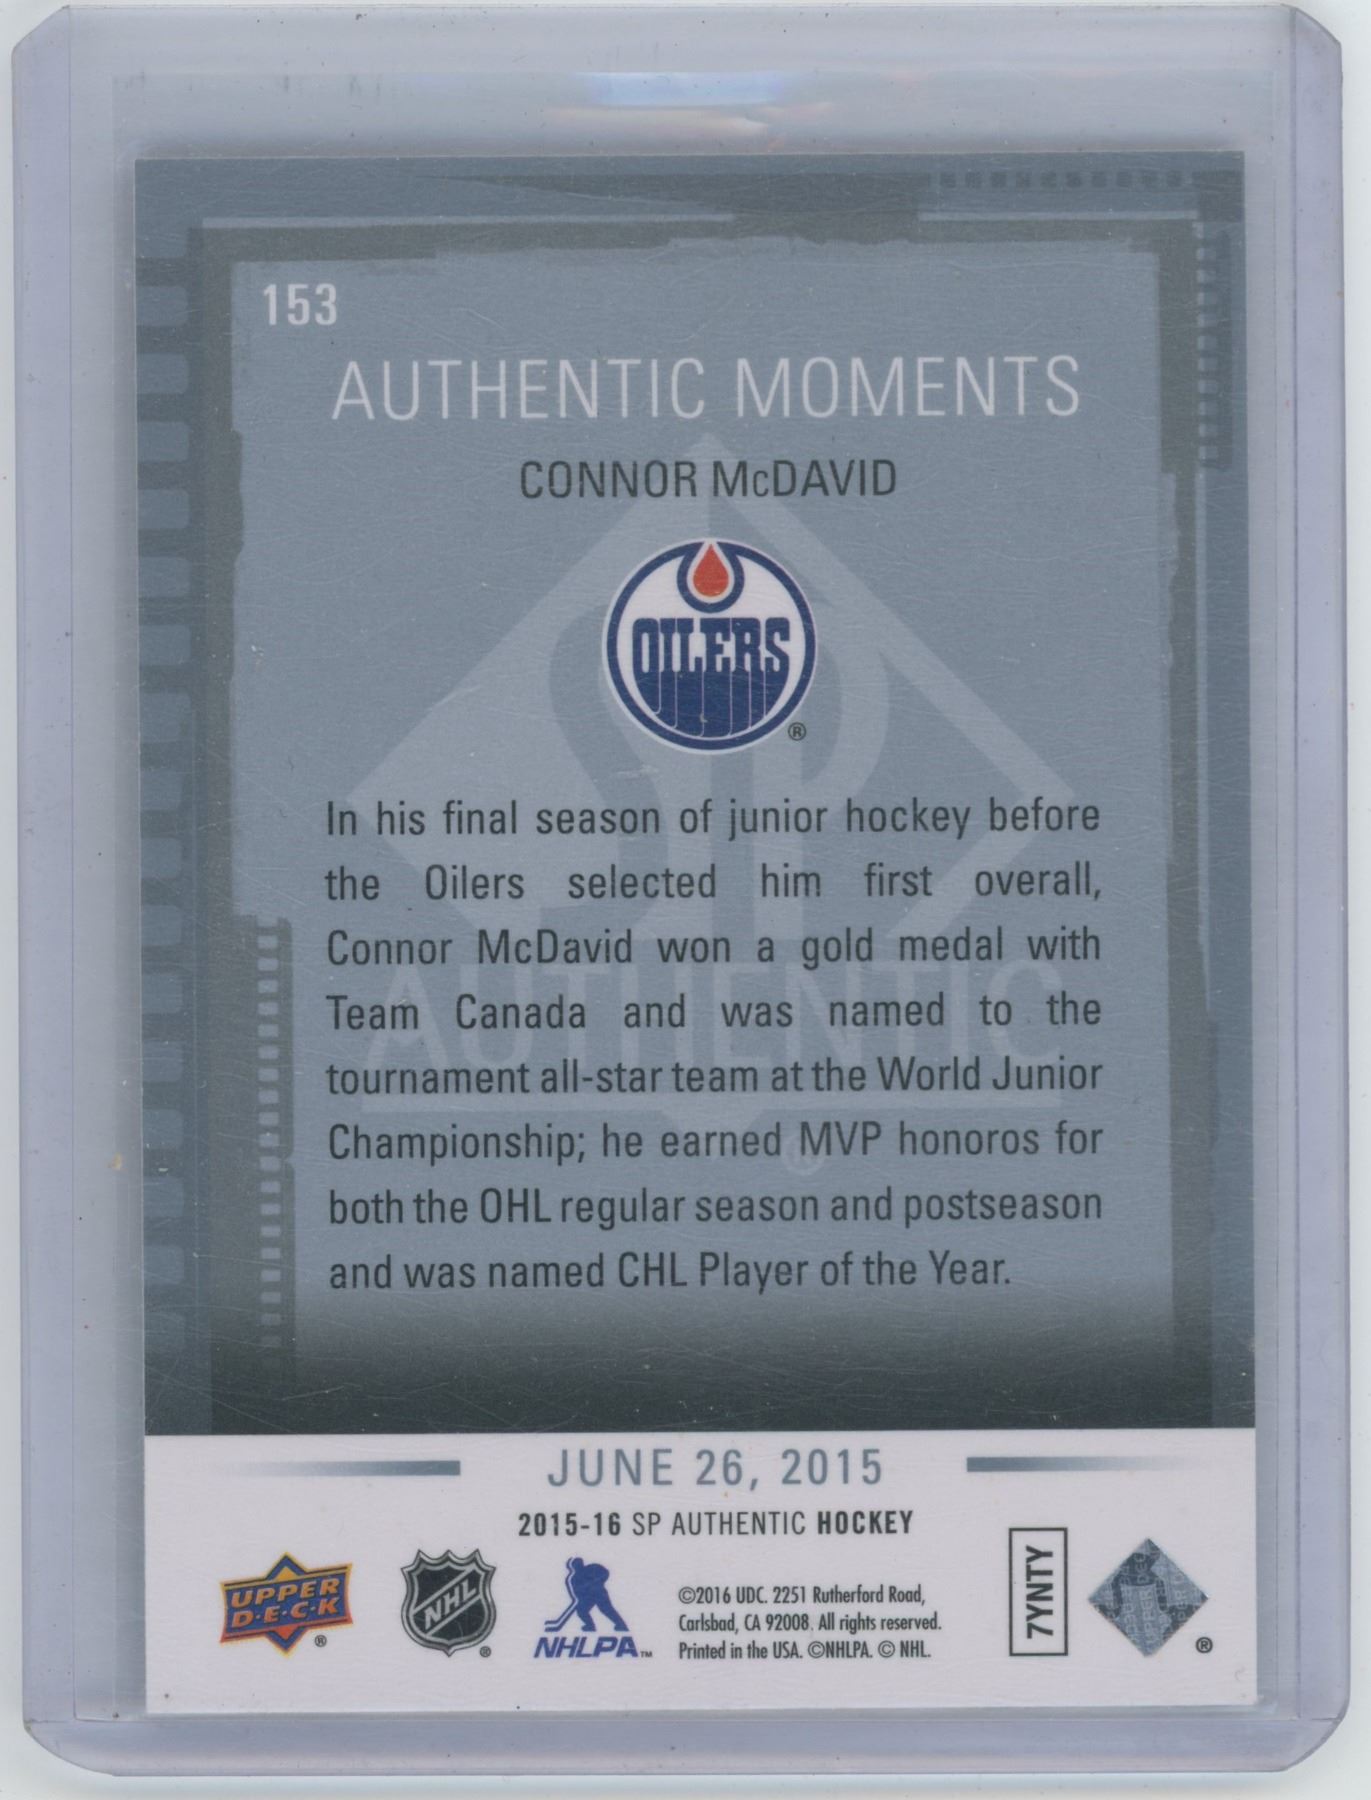 153
AUTHENTIC MOMENTS
CONNOR McDAVID
OILERS
®
In his final season of junior hockey before
the Oilers selected him first overall,
Connor McDavid won a gold medal with
Team Canada and was named to the
tournament all-star team at the World Junior
Championship; he earned MVP honoros for
both the OHL regular season and postseason
and was named CHL Player of the Year.
SP
AUTHENTIC
®
JUNE 26, 2015
2015-16 SP AUTHENTIC HOCKEY
UPPER
D·E·C·K
®
NHL
®
NHLPA™
©2016 UDC. 2251 Rutherford Road,
Carlsbad, CA 92008. All rights reserved.
Printed in the USA. ©NHLPA. © NHL.
7YNTY
®